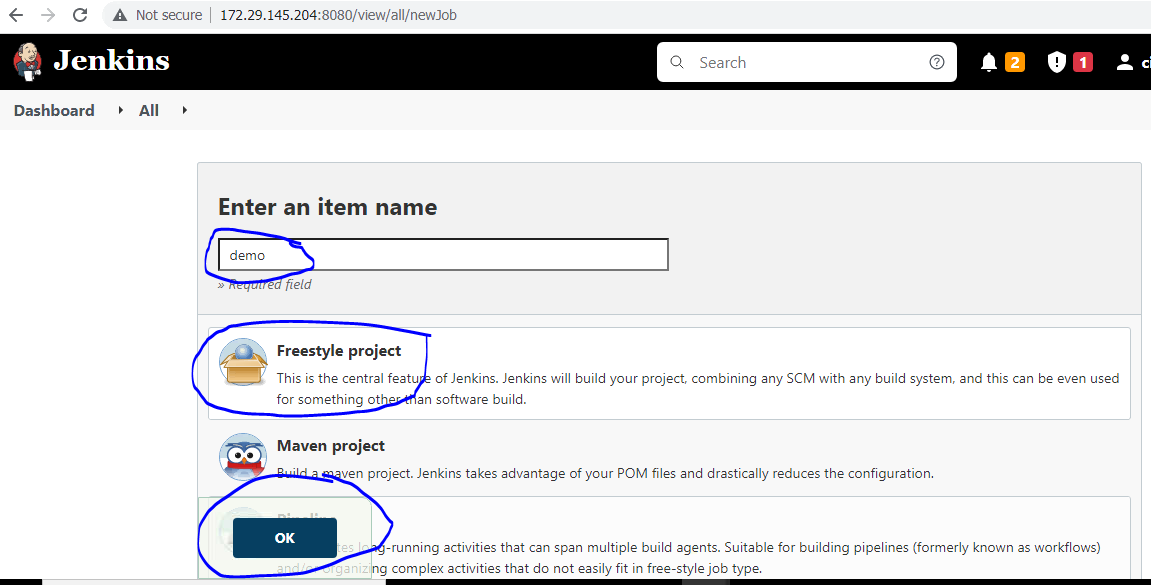 Not secure | 172.29.145.204:8080/view/all/newJob
Jenkins
Search
2
1
ci
Dashboard
All
Enter an item name
demo
» Required field
Freestyle project
This is the central feature of Jenkins. Jenkins will build your project, combining any SCM with any build system, and this can be even used
for something other than software build.
Maven project
Build a maven project. Jenkins takes advantage of your POM files and drastically reduces the configuration.
Pipeline
OK
long-running activities that can span multiple build agents. Suitable for building pipelines (formerly known as workflows)
and/or organizing complex activities that do not easily fit in free-style job type.